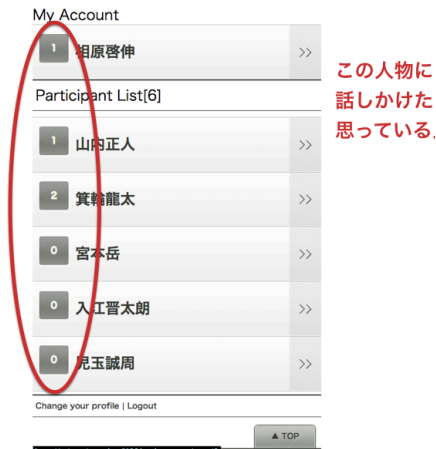 My Account
1 相原啓伸 >>
この人物に
話しかけた
思っている
Participant List[6]
1 山内正人 >>
2 箕輪龍太 >>
0 宮本岳 >>
0 入江晋太朗 >>
0 児玉誠周 >>
Change your profile | Logout
▲ TOP